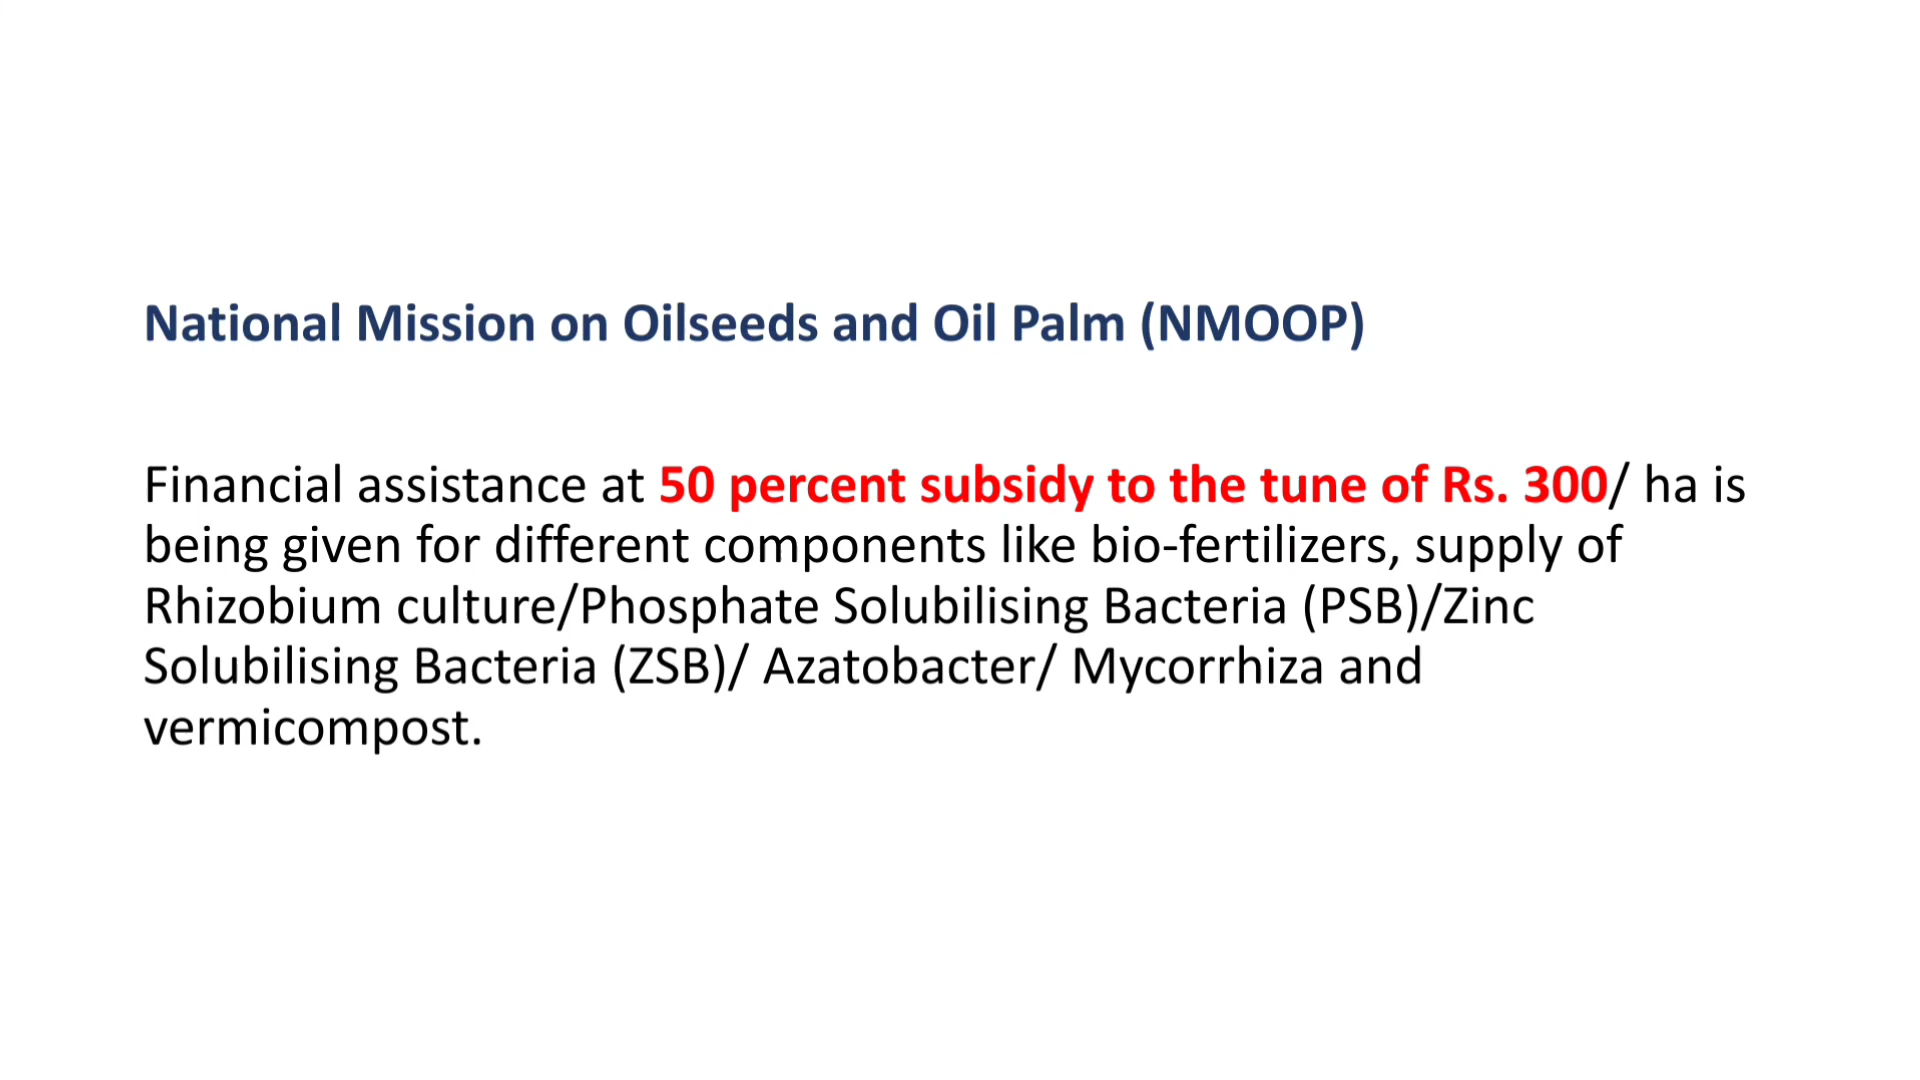 National Mission on Oilseeds and Oil Palm (NMOOP)
Financial assistance at 50 percent subsidy to the tune of Rs. 300/ ha is
being given for different components like bio-fertilizers, supply of
Rhizobium culture/Phosphate Solubilising Bacteria (PSB)/Zinc
Solubilising Bacteria (ZSB)/ Azatobacter/ Mycorrhiza and
vermicompost.